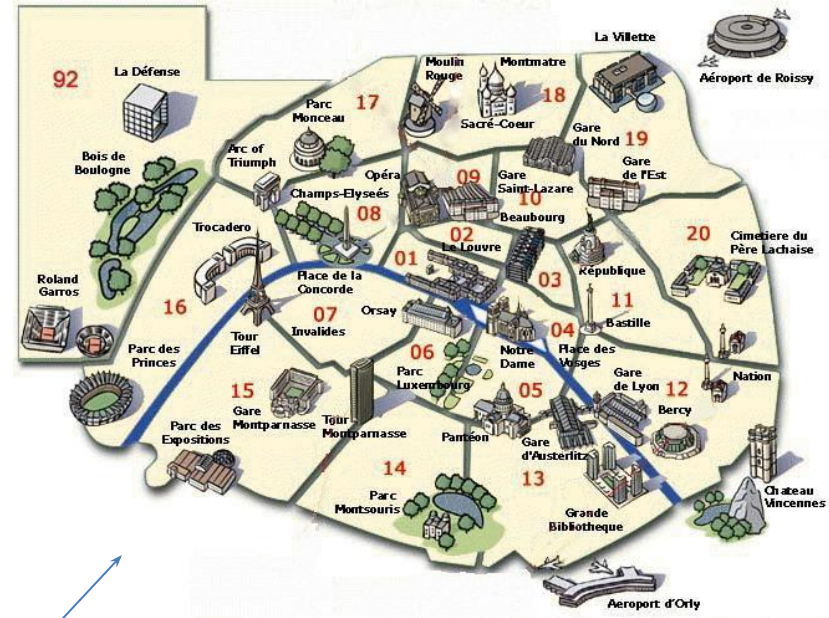 La Villette
Aéroport de Roissy
92
La Défense
Moulin
Rouge
Montmatre
17
18
Parc
Monceau
Sacré-Coeur
Gare
du Nord
19
Bois de
Boulogne
Arc of
Triumph
Opéra
09
Gare
Saint-Lazare
Gare
de l'Est
Champs-Elyseés
08
10
Beaubourg
Trocadero
02
20
Cimetiere du
Père Lachaise
Le Louvre
01
03
République
Roland
Garros
Place de la
Concorde
16
07
Invalides
Orsay
11
Bastille
04
Tour
Eiffel
Notre
Dame
Place des
Vosges
Parc des
Princes
06
Parc
Luxembourg
Gare
de Lyon
12
Nation
15
Gare
Montparnasse
05
Bercy
Tour
Montparnasse
Parc des
Expositions
Pantéon
Gare
d'Austerlitz
14
13
Parc
Montsouris
Chateau
Vincennes
Grande
Bibliotheque
Aeroport d'Orly